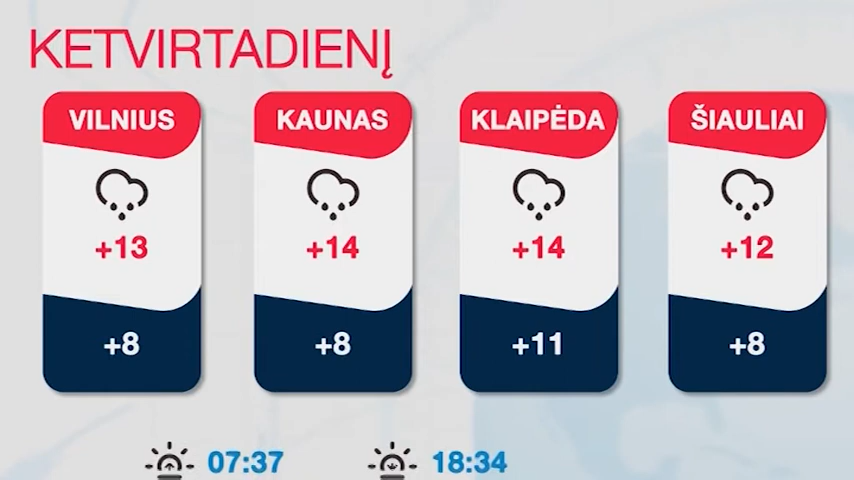 KETVIRTADIENĮ
VILNIUS
+13
+8
KAUNAS
+14
+8
KLAIPĖDA
+14
+11
ŠIAULIAI
+12
+8
07:37
18:34